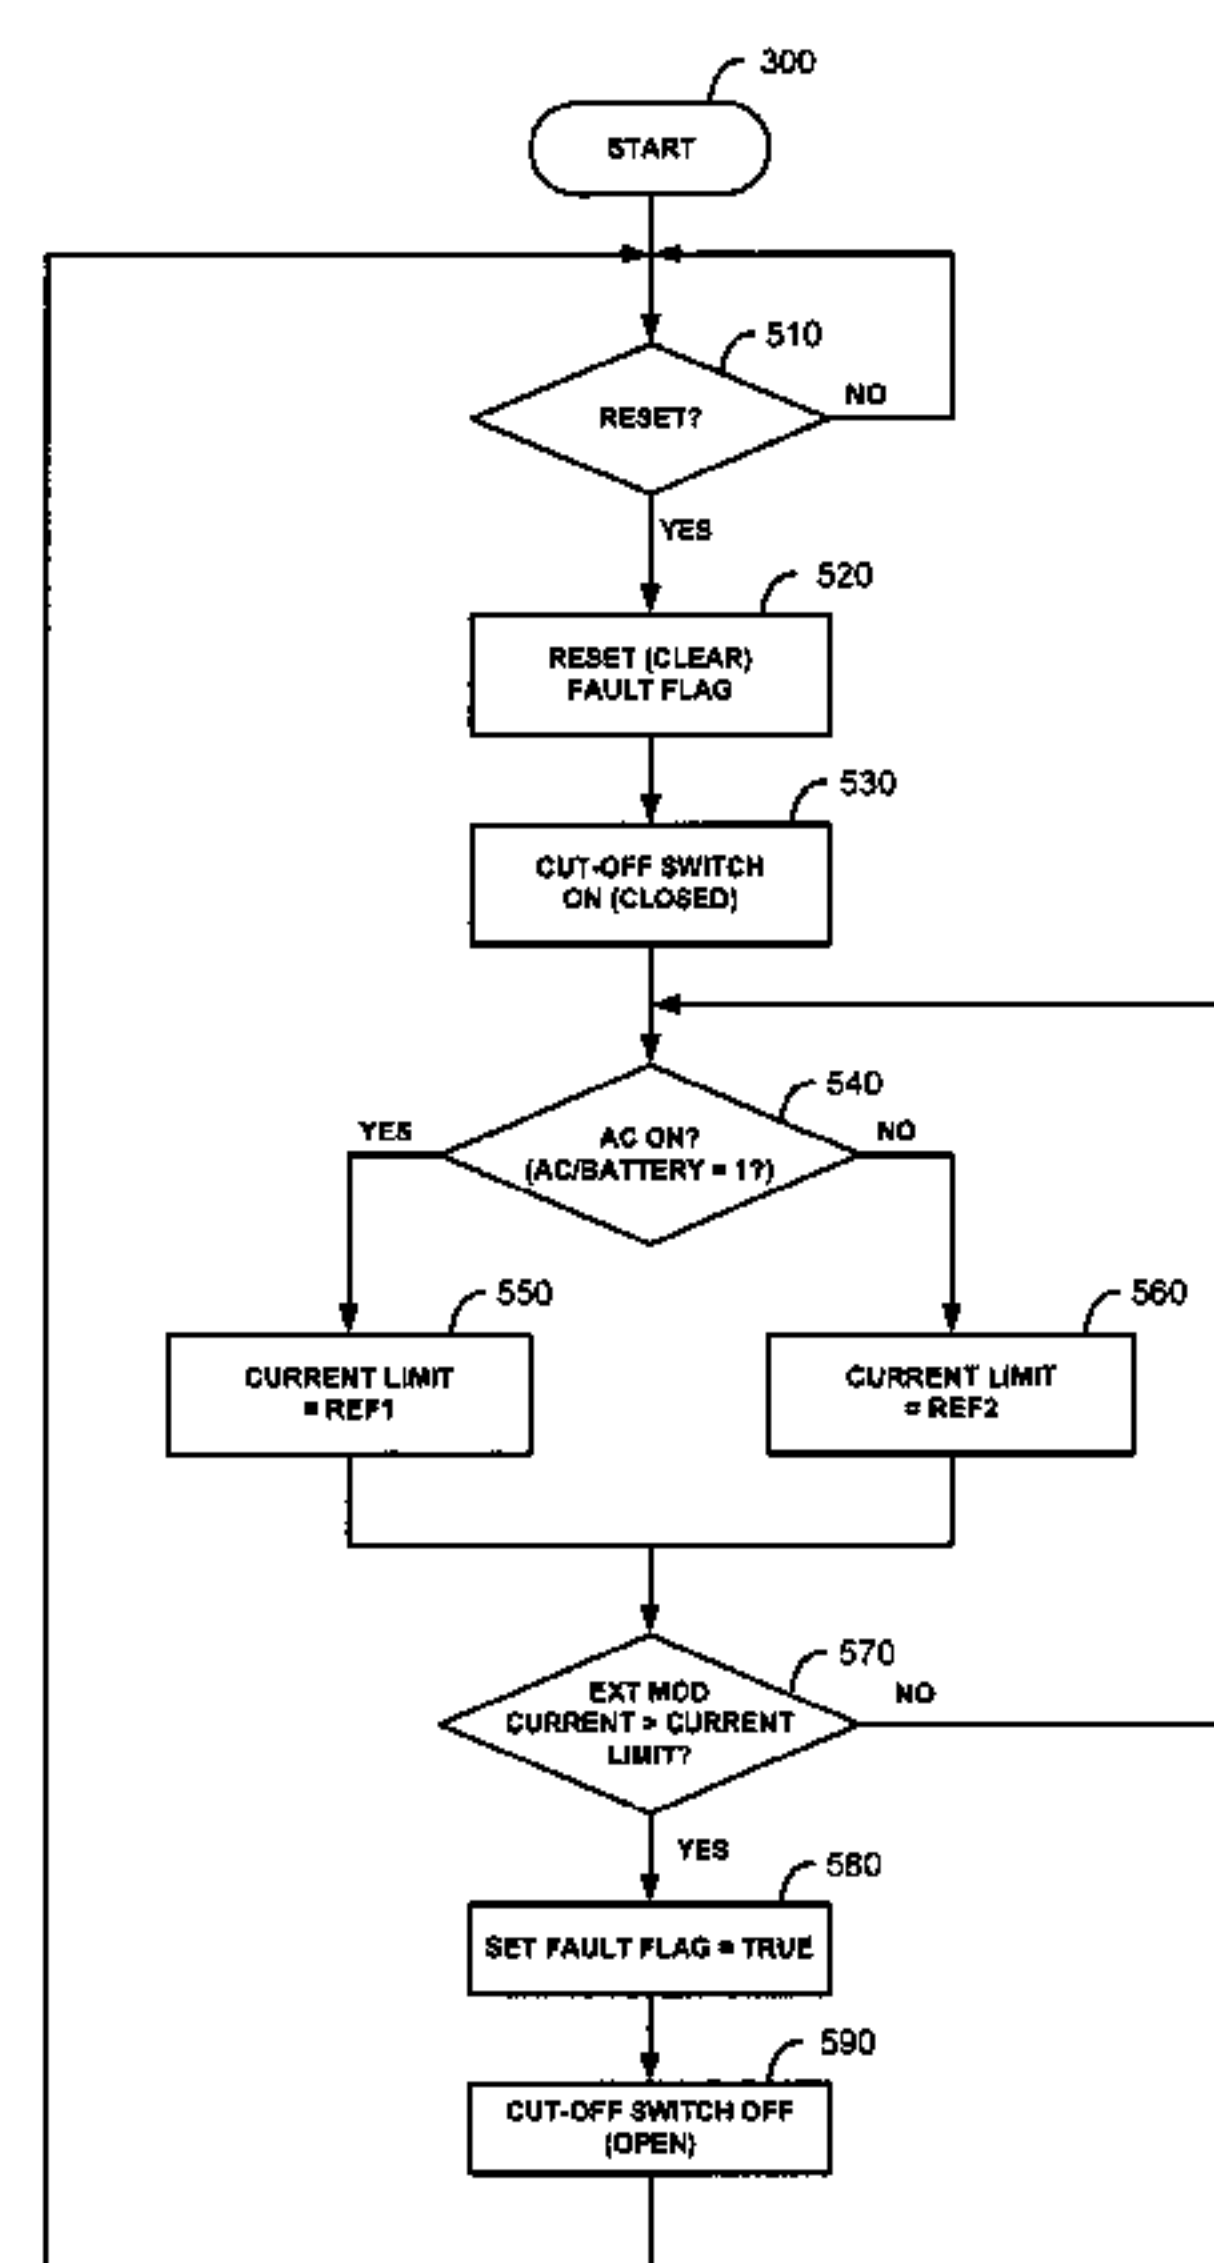 300
START
510
RESET?
NO
YES
520
RESET (CLEAR)
FAULT FLAG
530
CUT-OFF SWITCH
ON (CLOSED)
540
YES
AC ON?
(AC/BATTERY = 1?)
NO
550
CURRENT LIMIT
= REF1
560
CURRENT LIMIT
= REF2
570
EXT MOD
CURRENT > CURRENT
LIMIT?
NO
YES
580
SET FAULT FLAG = TRUE
590
CUT-OFF SWITCH OFF
(OPEN)